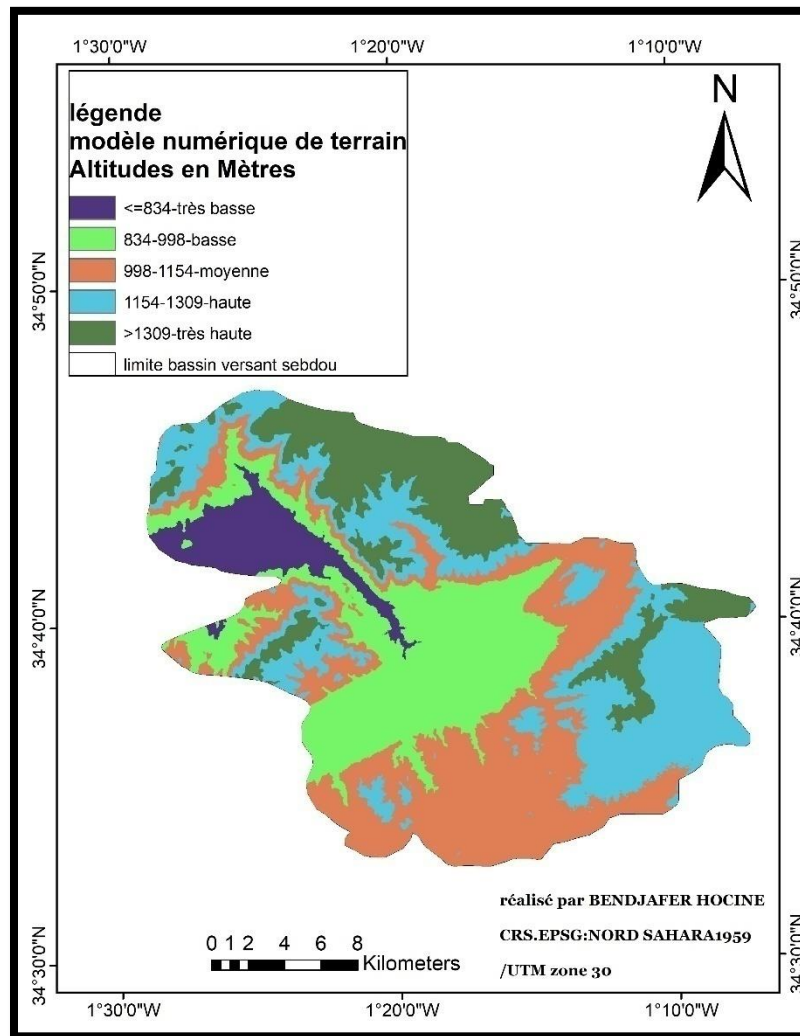 1°30'0"W 1°20'0"W 1°10'0"W
N
légende
modèle numérique de terrain
Altitudes en Mètres
<=834-très basse
834-998-basse
998-1154-moyenne
1154-1309-haute
>1309-très haute
limite bassin versant sebdou
34°50'0"N 34°50'0"N
34°40'0"N 34°40'0"N
34°30'0"N 34°30'0"N
réalisé par BENDJAFER HOCINE
CRS.EPSG:NORD SAHARA1959
/UTM zone 30
0 1 2 4 6 8
Kilometers
1°30'0"W 1°20'0"W 1°10'0"W